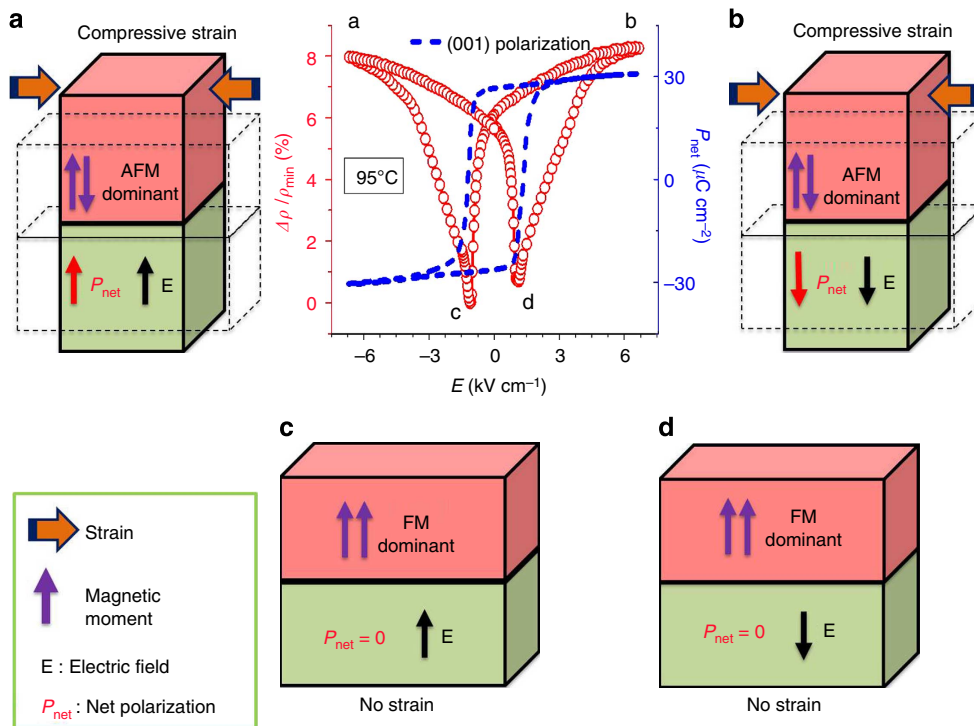 a
Compressive strain
AFM
dominant
P_net
E
a
b
(001) polarization
95°C
c
d
8
6
4
2
1
0
Δρ/ρ_min (%)
30
0
−30
P_net (μC cm⁻²)
−6
−3
0
3
6
E (kV cm⁻¹)
b
Compressive strain
AFM
dominant
P_net
E
Strain
Magnetic
moment
E : Electric field
P_net : Net polarization
c
FM
dominant
P_net = 0
E
No strain
d
FM
dominant
P_net = 0
E
No strain